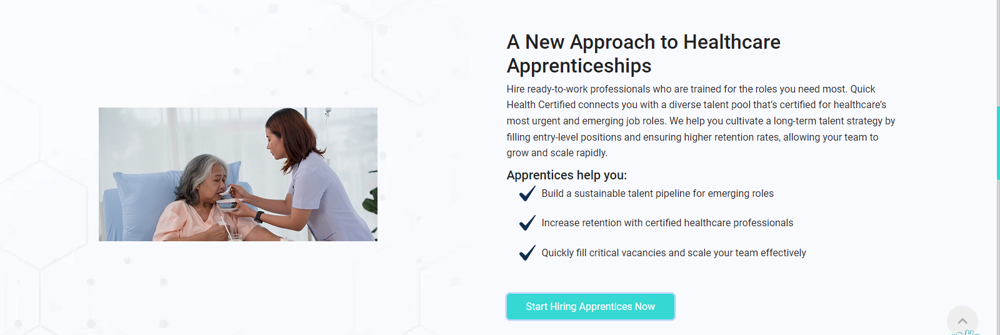 A New Approach to Healthcare
Apprenticeships
Hire ready-to-work professionals who are trained for the roles you need most. Quick
Health Certified connects you with a diverse talent pool that’s certified for healthcare’s
most urgent and emerging job roles. We help you cultivate a long-term talent strategy by
filling entry-level positions and ensuring higher retention rates, allowing your team to
grow and scale rapidly.
Apprentices help you:
Build a sustainable talent pipeline for emerging roles
Increase retention with certified healthcare professionals
Quickly fill critical vacancies and scale your team effectively
Start Hiring Apprentices Now